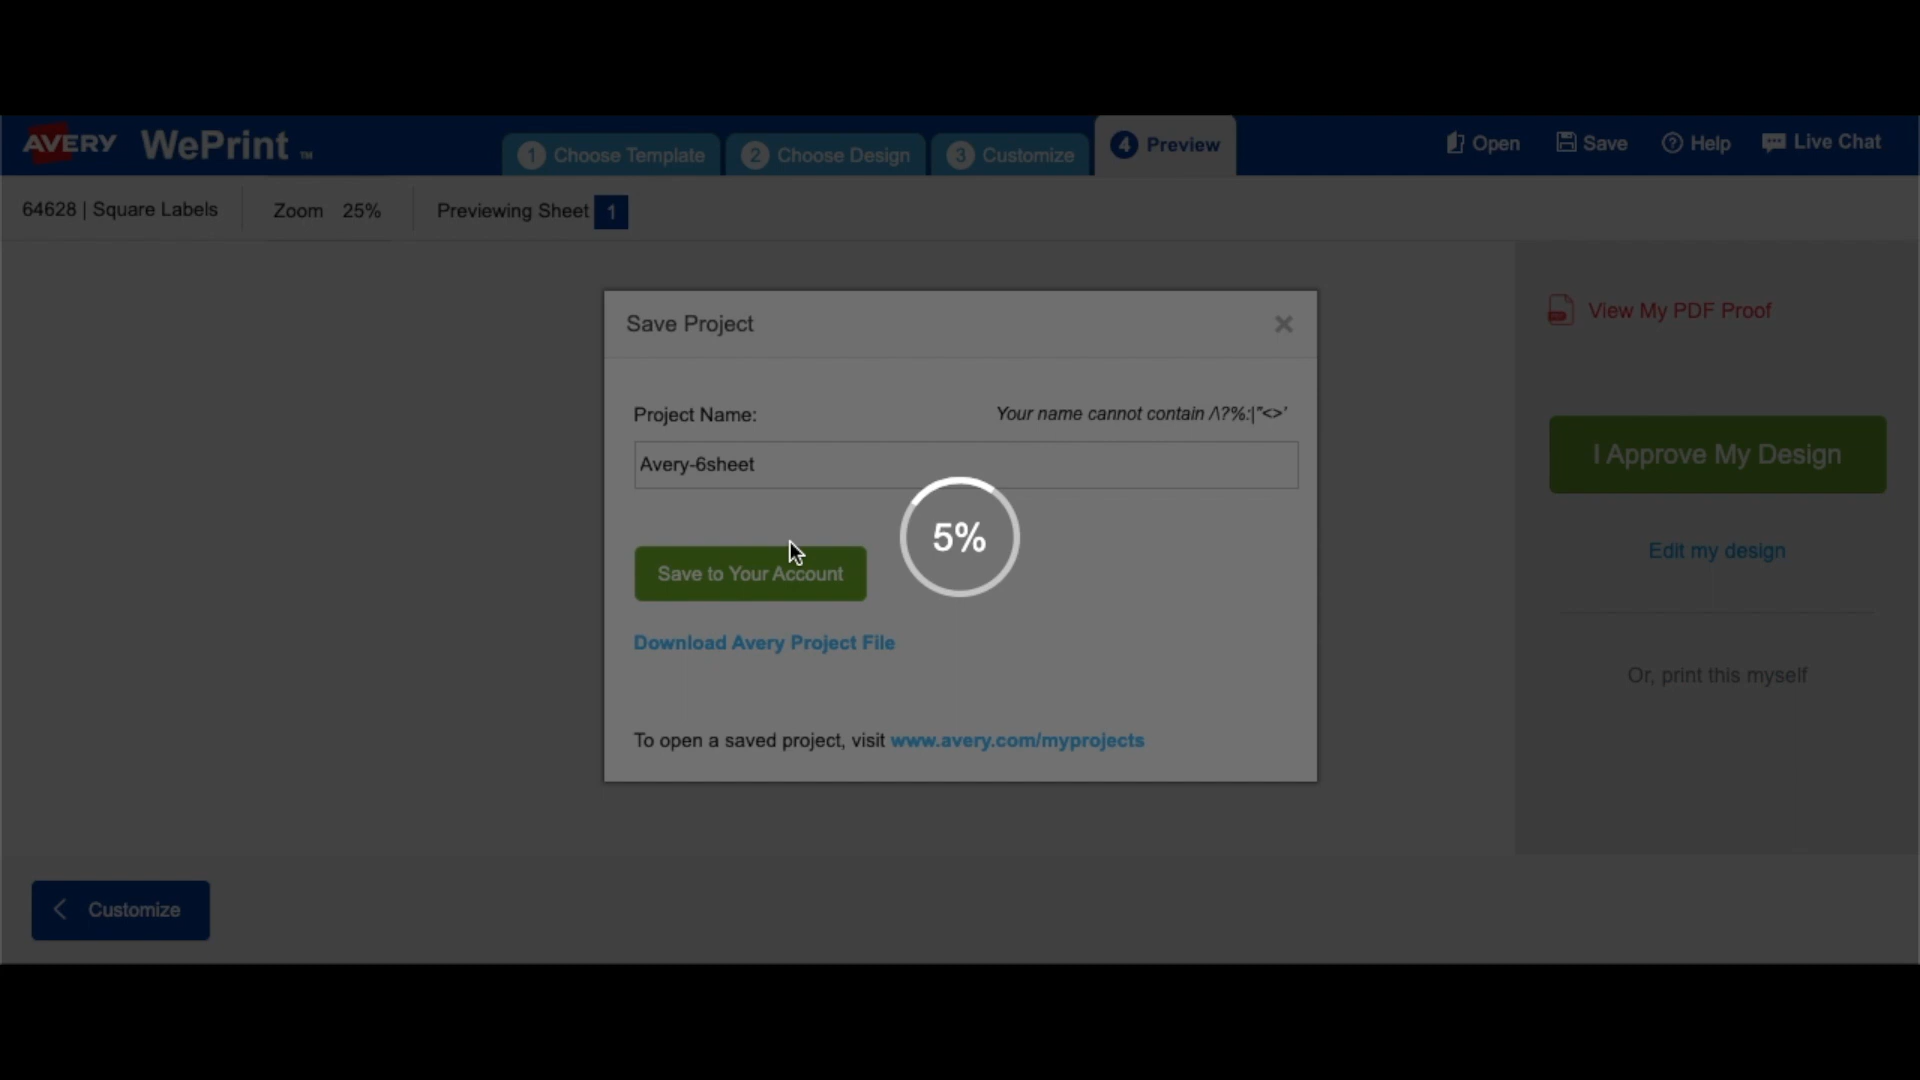 AVERY WePrint ™
1 Choose Template
2 Choose Design
3 Customize
4 Preview
Open
Save
Help
Live Chat
64628 | Square Labels
Zoom 25%
Previewing Sheet 1
Save Project
Project Name:
Your name cannot contain /\?%:|"<>'
Avery-6sheet
5%
Save to Your Account
Download Avery Project File
To open a saved project, visit www.avery.com/myprojects
View My PDF Proof
I Approve My Design
Edit my design
Or, print this myself
Customize